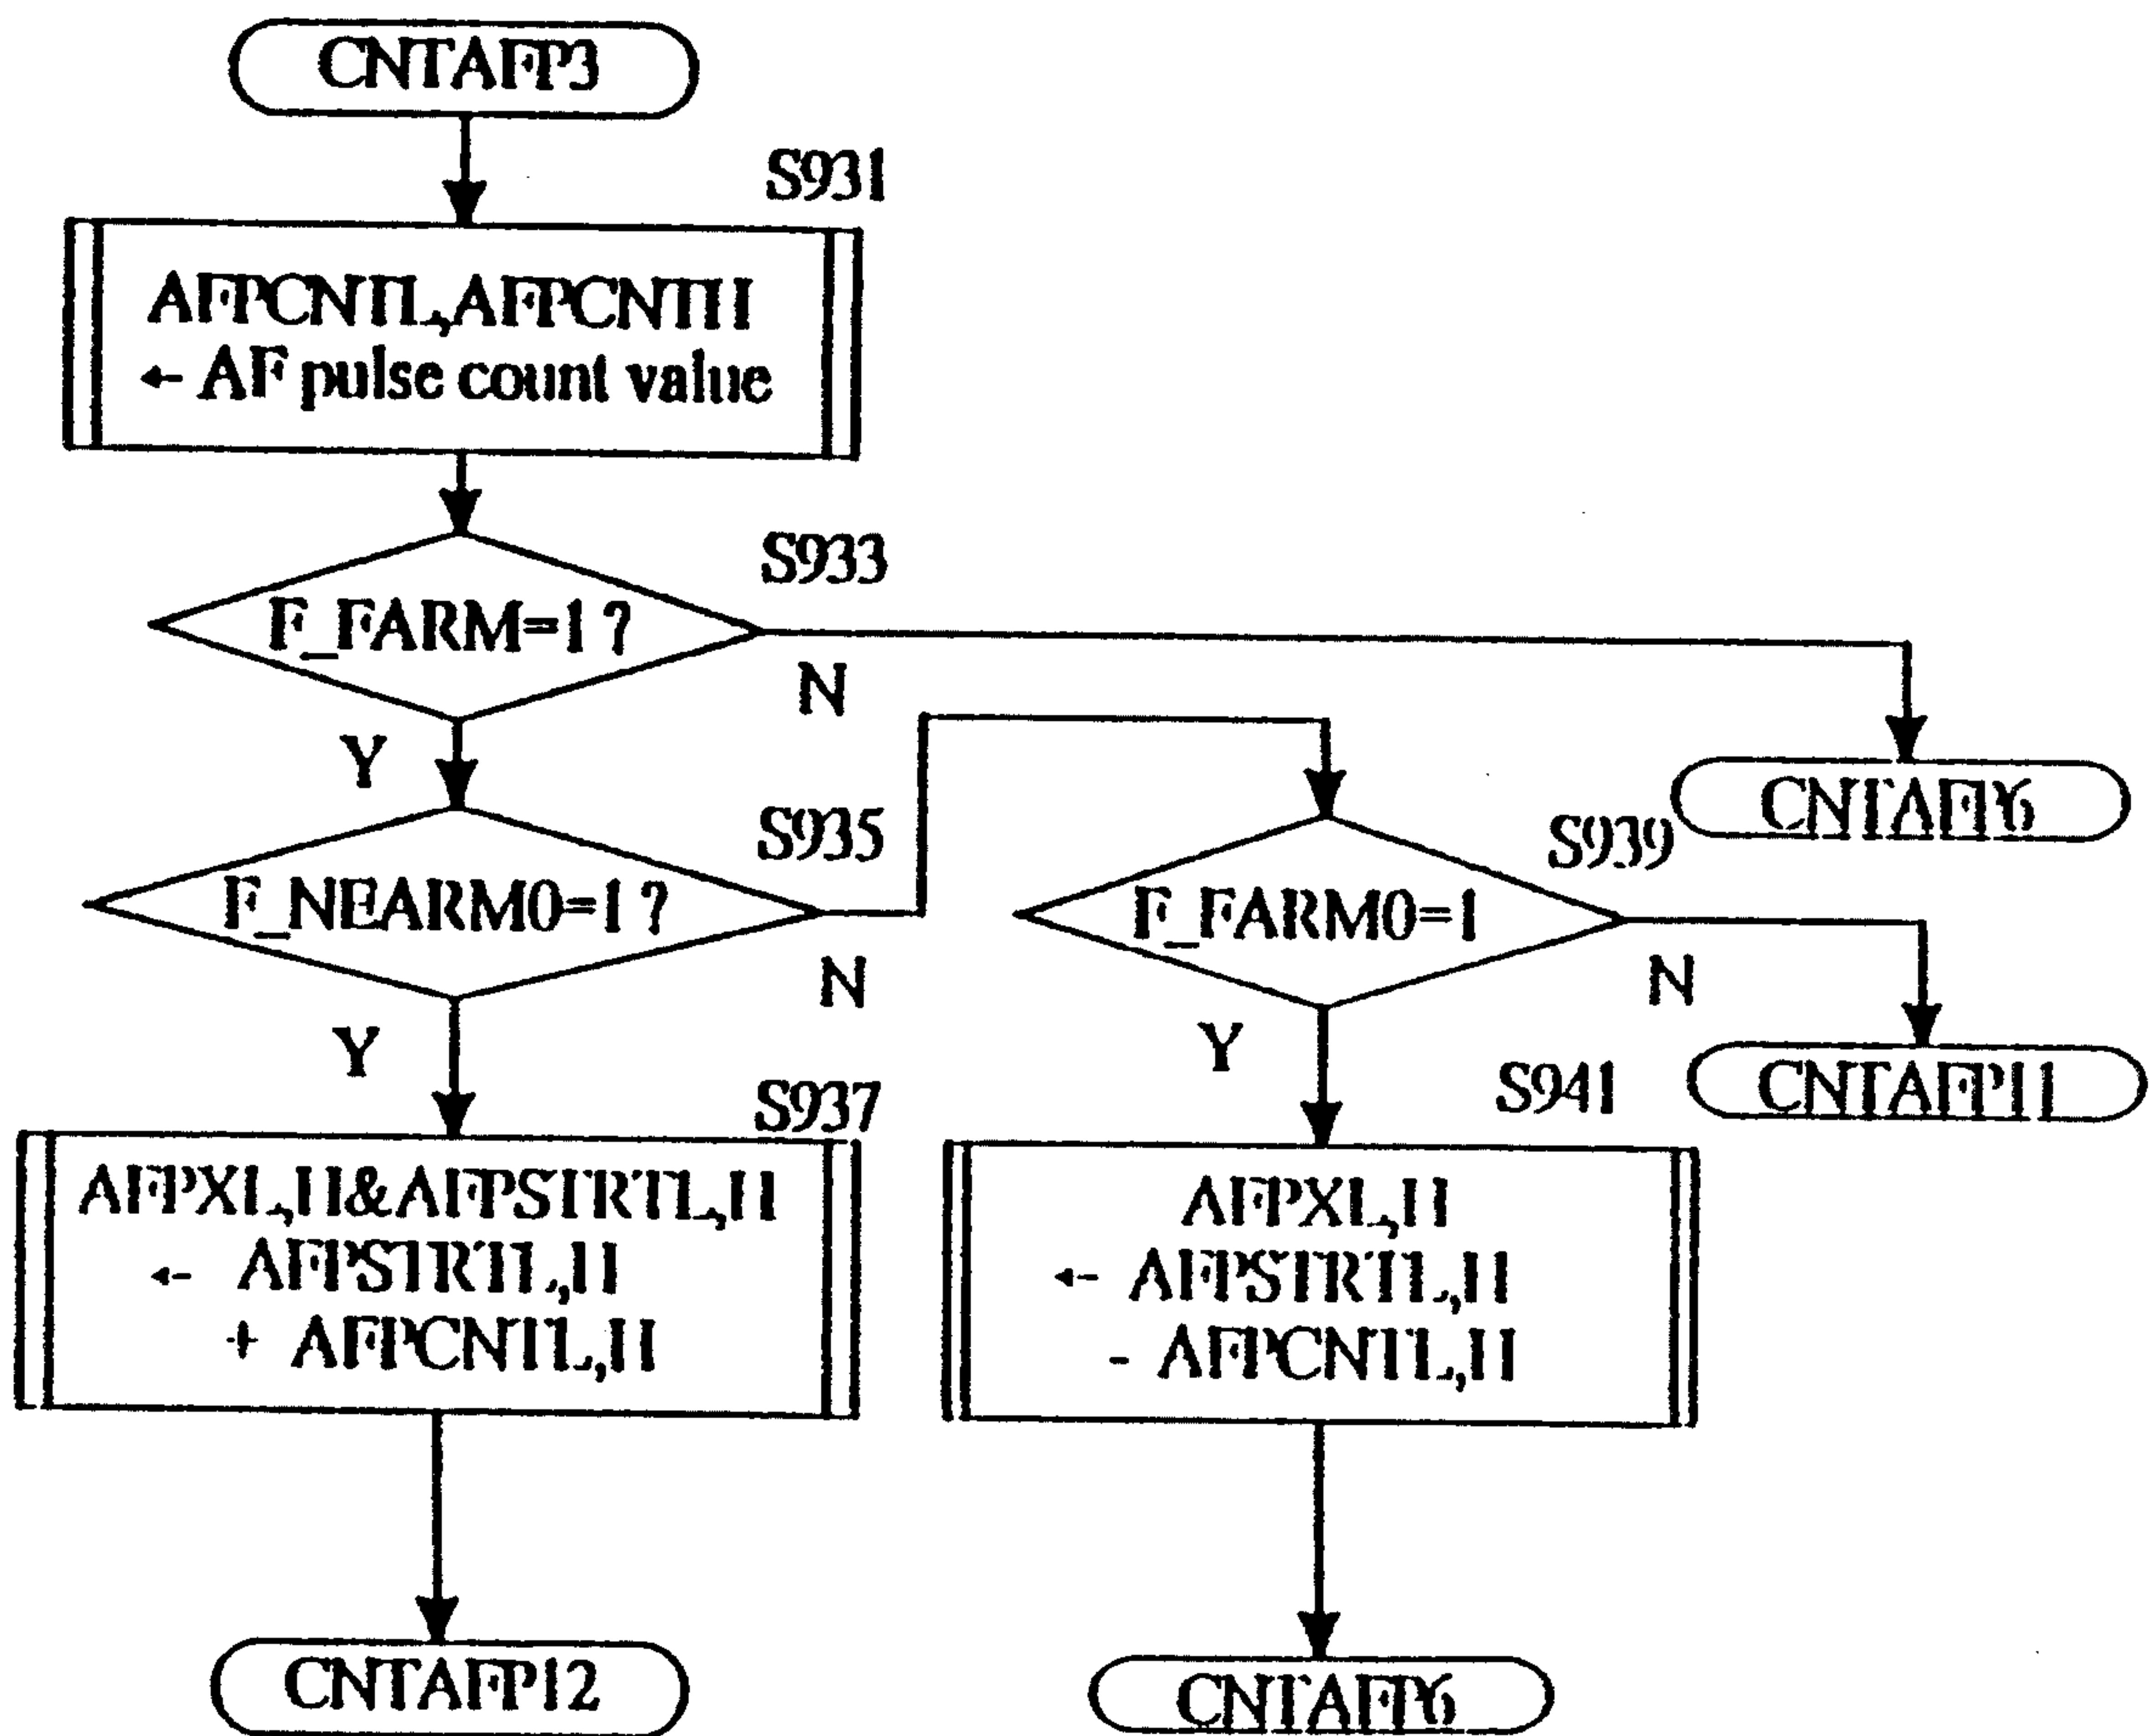 CNTAFP3
S931
AFPCNTL,AFPCNTH
← AF pulse count value
S933
F_FARM=1?
N
Y
CNTAFP6
S935
F_NEARM0=1?
N
Y
S939
F_FARM0=1
N
Y
CNTAFP11
S937
AFPXL,H&AFPSTRTL,H
← AFPSTRTL,H
+ AFPCNTL,H
S941
AFPXL,H
← AFPSTRTL,H
- AFPCNTL,H
CNTAFP12
CNTAFP6